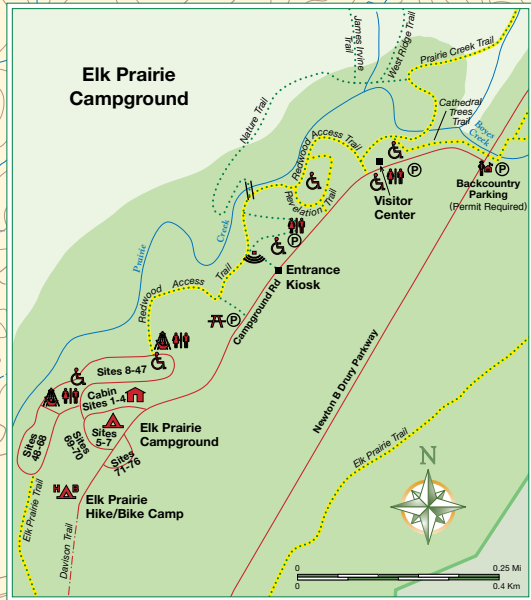 Elk Prairie
Campground
James Irvine
Trail
West Ridge Trail
Prairie Creek Trail
Nature Trail
Cathedral
Trees
Trail
Boyes
Creek
Redwood Access Trail
Revelation Trail
P
Visitor
Center
P
Backcountry
Parking
(Permit Required)
P
Prairie
Creek
Entrance
Kiosk
Redwood Access Trail
P
Campground Rd
Newton B Drury Parkway
Sites 8-47
Cabin
Sites 1-4
Sites
5-7
Sites
48-68
Sites
69-70
Sites
71-76
Elk Prairie
Campground
Elk Prairie Trail
H B
Elk Prairie
Hike/Bike Camp
Elk Prairie Trail
Davison Trail
N
0 0.25 Mi
0 0.4 Km